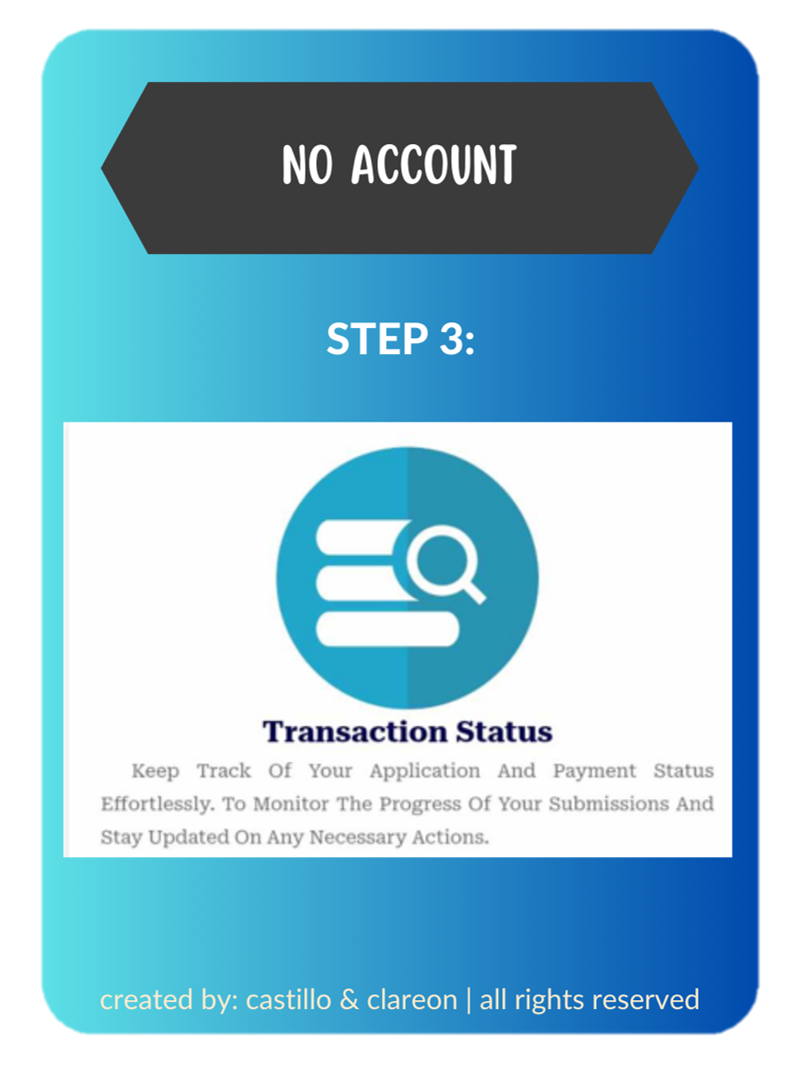 NO ACCOUNT
STEP 3:
Transaction Status
Keep Track Of Your Application And Payment Status
Effortlessly. To Monitor The Progress Of Your Submissions And
Stay Updated On Any Necessary Actions.
created by: castillo & clareon | all rights reserved